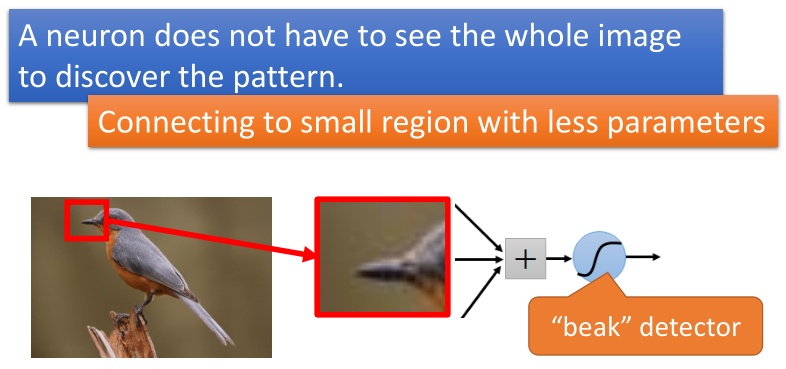 A neuron does not have to see the whole image
to discover the pattern.
Connecting to small region with less parameters
+
“beak” detector